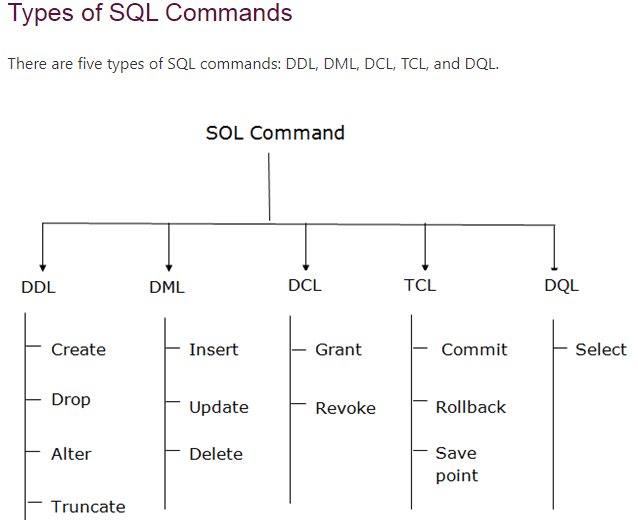 Types of SQL Commands
There are five types of SQL commands: DDL, DML, DCL, TCL, and DQL.
SOL Command
DDL
DML
DCL
TCL
DQL
Create
Drop
Alter
Truncate
Insert
Update
Delete
Grant
Revoke
Commit
Rollback
Save
point
Select